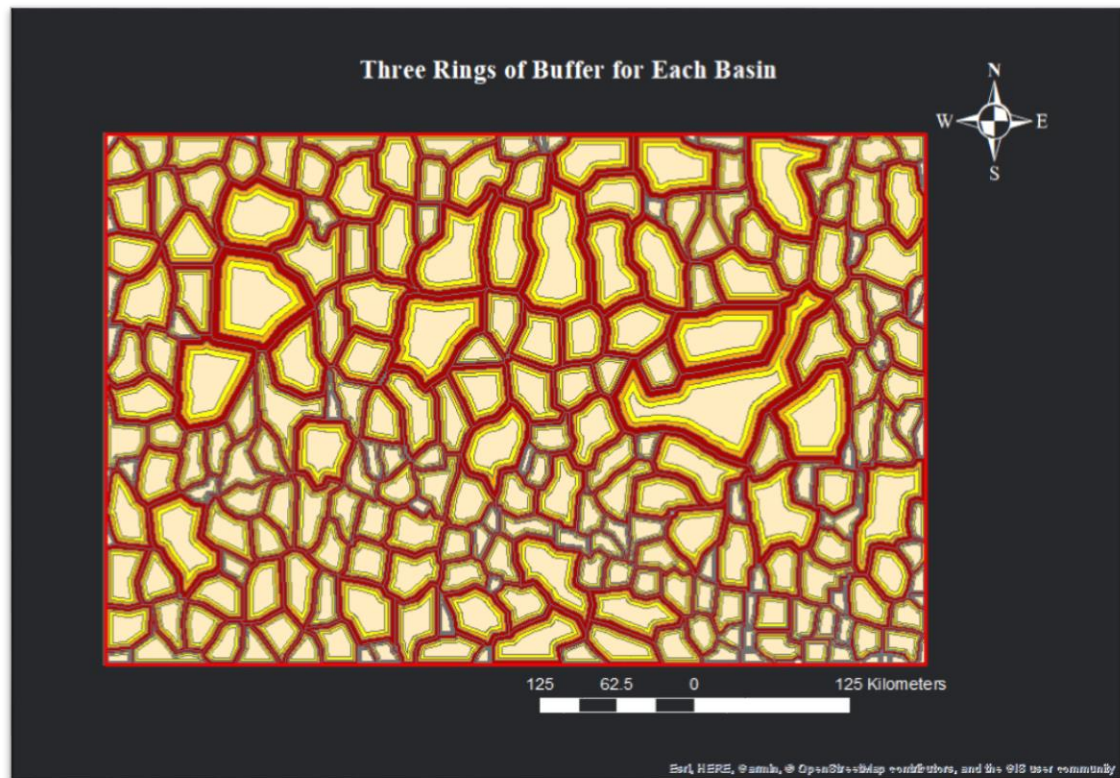 Three Rings of Buffer for Each Basin
N
W E
S
125 62.5 0 125 Kilometers
Esri, HERE, Garmin, © OpenStreetMap contributors, and the GIS user community